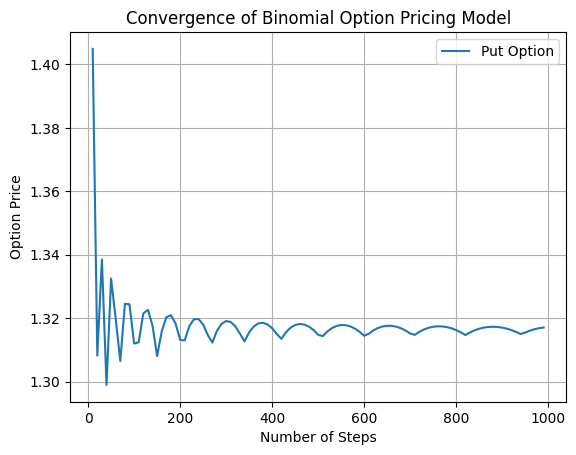 Convergence of Binomial Option Pricing Model
Put Option
Option Price
1.40
1.38
1.36
1.34
1.32
1.30
0 200 400 600 800 1000
Number of Steps